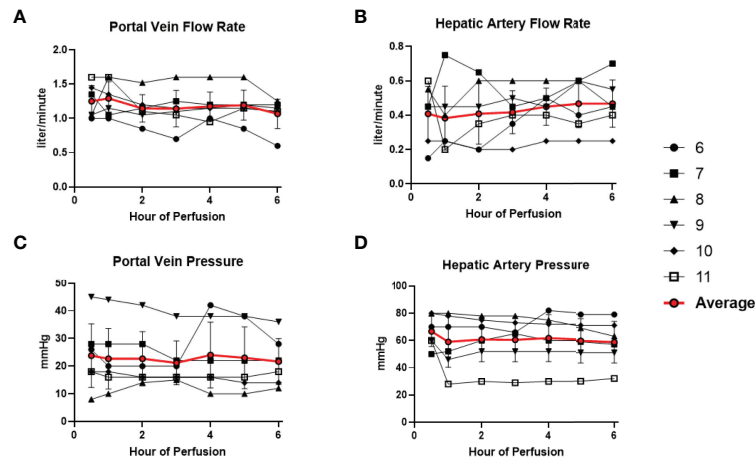 A
Portal Vein Flow Rate
liter/minute
2.0
1.5
1.0
0.5
0.0
0 2 4 6
Hour of Perfusion
B
Hepatic Artery Flow Rate
liter/minute
0.8
0.6
0.4
0.2
0.0
0 2 4 6
Hour of Perfusion
C
Portal Vein Pressure
mmHg
50
40
30
20
10
0
0 2 4 6
Hour of Perfusion
D
Hepatic Artery Pressure
mmHg
100
80
60
40
20
0
0 2 4 6
Hour of Perfusion
6
7
8
9
10
11
Average